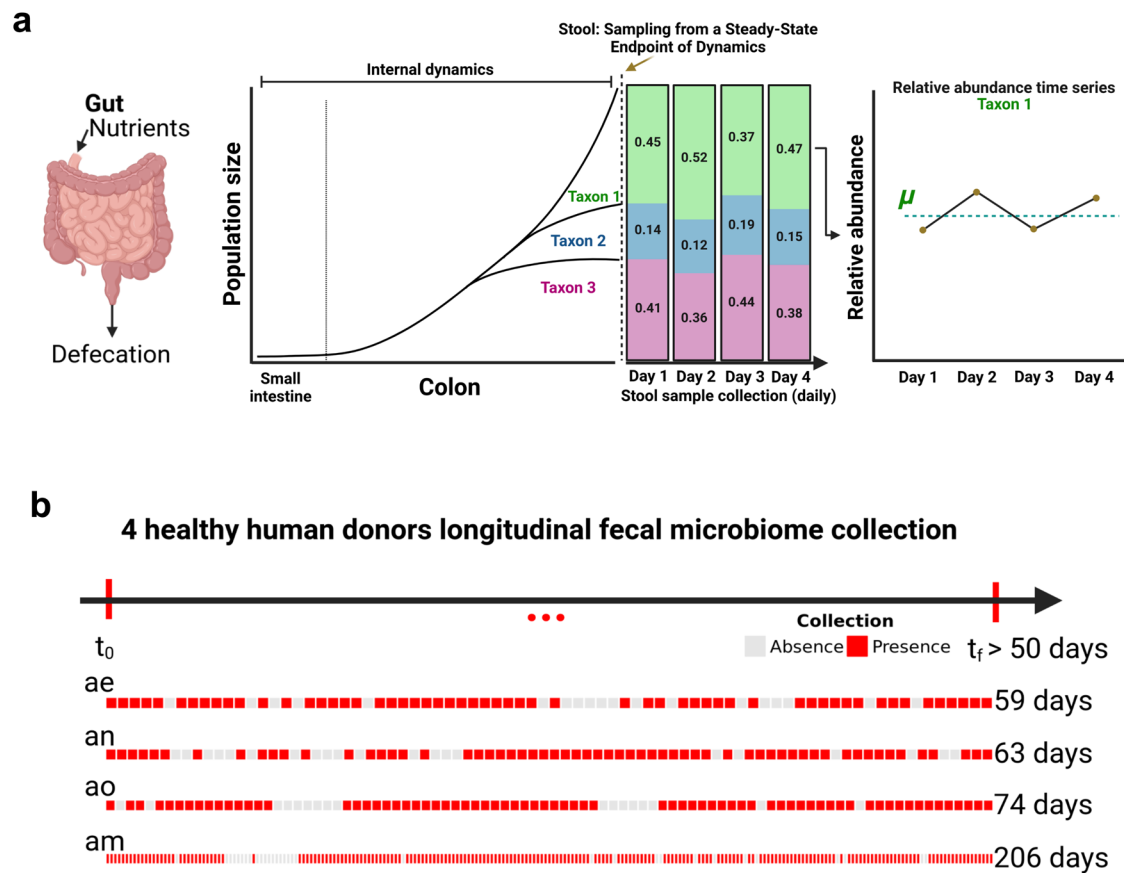 a
Stool: Sampling from a Steady-State
Endpoint of Dynamics
Internal dynamics
Gut
Nutrients
Defecation
Population size
Taxon 1
Taxon 2
Taxon 3
Small
intestine
Colon
0.45
0.14
0.41
0.52
0.12
0.36
0.37
0.19
0.44
0.47
0.15
0.38
Day 1 Day 2 Day 3 Day 4
Stool sample collection (daily)
Relative abundance time series
Taxon 1
Relative abundance
μ
Day 1 Day 2 Day 3 Day 4
b
4 healthy human donors longitudinal fecal microbiome collection
Collection
Absence Presence
t₀
t_f > 50 days
ae 59 days
an 63 days
ao 74 days
am 206 days